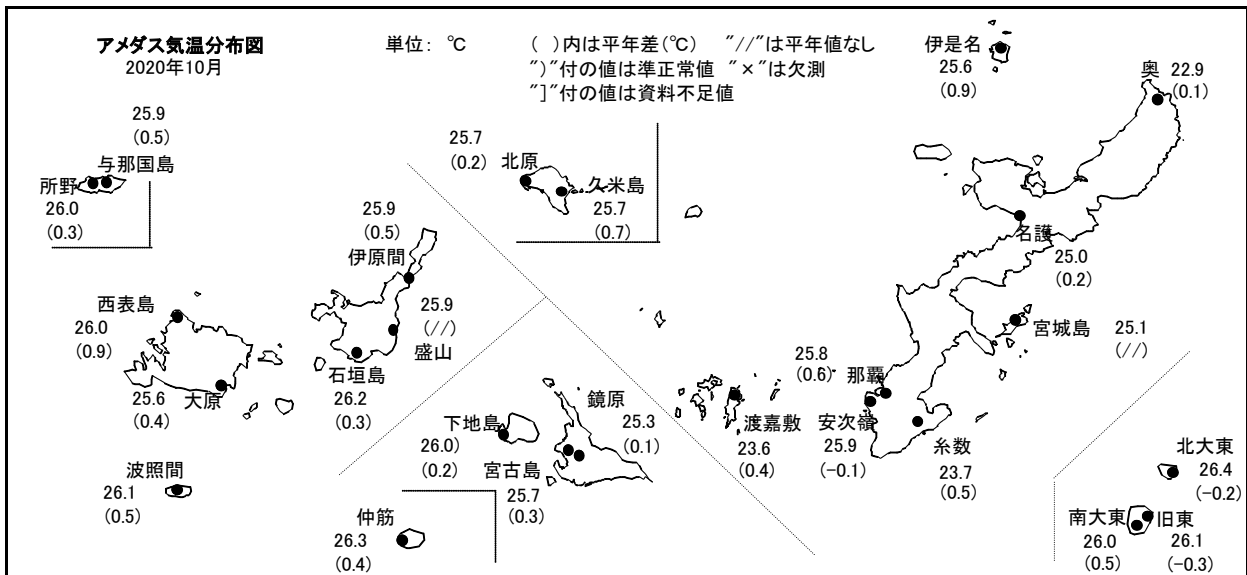 アメダス気温分布図
2020年10月
単位： ℃
( )内は平年差(℃) "//"は平年値なし
")"付の値は準正常値 "×"は欠測
"]"付の値は資料不足値
伊是名
25.6
(0.9)
奥
22.9
(0.1)
25.9
(0.5)
与那国島
所野
26.0
(0.3)
25.7
(0.2)
北原
久米島
25.7
(0.7)
25.9
(0.5)
伊原間
名護
25.0
(0.2)
西表島
26.0
(0.9)
25.9
(//)
盛山
宮城島
25.1
(//)
石垣島
26.2
(0.3)
大原
25.6
(0.4)
25.8
(0.6)
那覇
鏡原
25.3
(0.1)
下地島
26.0)
(0.2)
宮古島
25.7
(0.3)
渡嘉敷
23.6
(0.4)
安次嶺
25.9
(-0.1)
糸数
23.7
(0.5)
北大東
26.4
(-0.2)
波照間
26.1
(0.5)
仲筋
26.3
(0.4)
南大東
26.0
(0.5)
旧東
26.1
(-0.3)